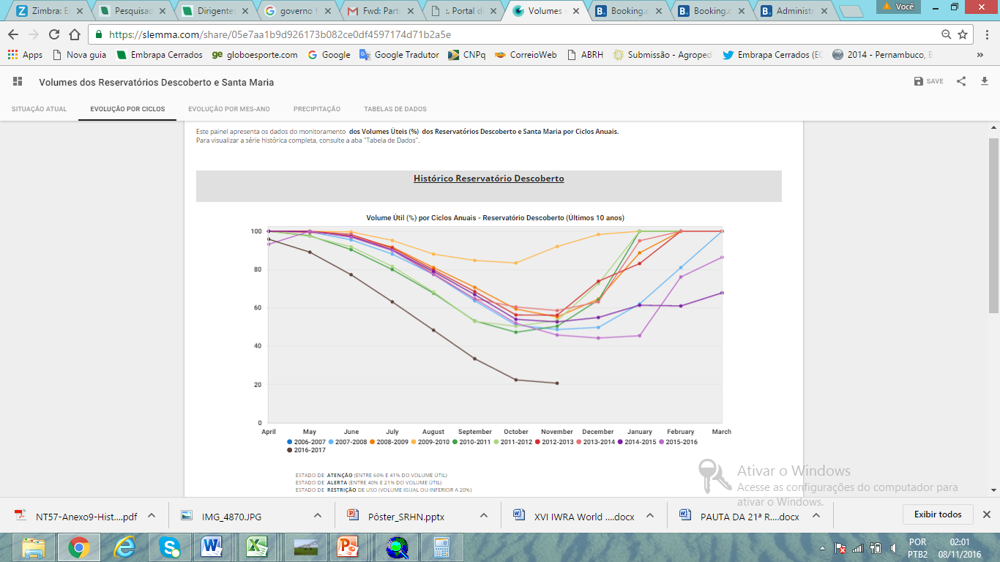 Zimbra: E
Pesquisad
Dirigente
governo f
Fwd: Parti
:. Portal d
Volumes
Booking.c
Booking.c
Administr
Você
https://slemma.com/share/05e7aa1b9d926173b082ce0df4597174d71b2a5e
Apps
Nova guia
Embrapa Cerrados
ge globoesporte.com
Google
Google Tradutor
CNPq
CorreioWeb
ABRH
Submissão - Agroped
Embrapa Cerrados (EC
2014 - Pernambuco, E
»
Volumes dos Reservatórios Descoberto e Santa Maria
SAVE
SITUAÇÃO ATUAL
EVOLUÇÃO POR CICLOS
EVOLUÇÃO POR MES-ANO
PRECIPITAÇÃO
TABELAS DE DADOS
Este painel apresenta os dados do monitoramento dos Volumes Úteis (%) dos Reservatórios Descoberto e Santa Maria por Ciclos Anuais.
Para visualizar a série histórica completa, consulte a aba "Tabela de Dados".
Histórico Reservatório Descoberto
Volume Útil (%) por Ciclos Anuais - Reservatório Descoberto (Últimos 10 anos)
100
80
60
40
20
0
April May June July August September October November December January February March
2006-2007 2007-2008 2008-2009 2009-2010 2010-2011 2011-2012 2012-2013 2013-2014 2014-2015 2015-2016
2016-2017
ESTADO DE ATENÇÃO (ENTRE 60% E 41% DO VOLUME ÚTIL)
ESTADO DE ALERTA (ENTRE 40% E 21% DO VOLUME ÚTIL)
ESTADO DE RESTRIÇÃO DE USO (VOLUME IGUAL OU INFERIOR A 20%)
Ativar o Windows
Acesse as configurações do computador para
ativar o Windows.
NT57-Anexo9-Hist....pdf
IMG_4870.JPG
Pôster_SRHN.pptx
XVI IWRA World ....docx
PAUTA DA 21ª R....docx
Exibir todos
POR
PTB2
02:01
08/11/2016